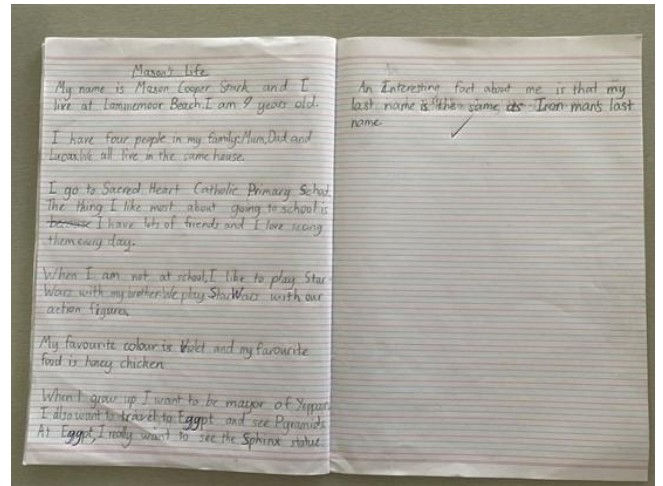 Mason's Life
My name is Mason Cooper Stark and I
live at Lammermoor Beach. I am 9 years old.
I have four people in my family: Mum, Dad and
Lucas. We all live in the same house.
I go to Sacred Heart Catholic Primary School.
The thing I like most about going to school is
because I have lots of friends and I love seeing
them every day.
When I am not at school, I like to play Star
Wars with my brother. We play Star Wars with our
action figures.
My favourite colour is Violet and my favourite
food is honey chicken
When I grow up I want to be mayor of Yeppoon.
I also want to travel to Egypt and see Pyramids.
At Egypt, I really want to see the Sphinx statue.
An Interesting fact about me is that my
last name is the same as Iron-man's last
name.